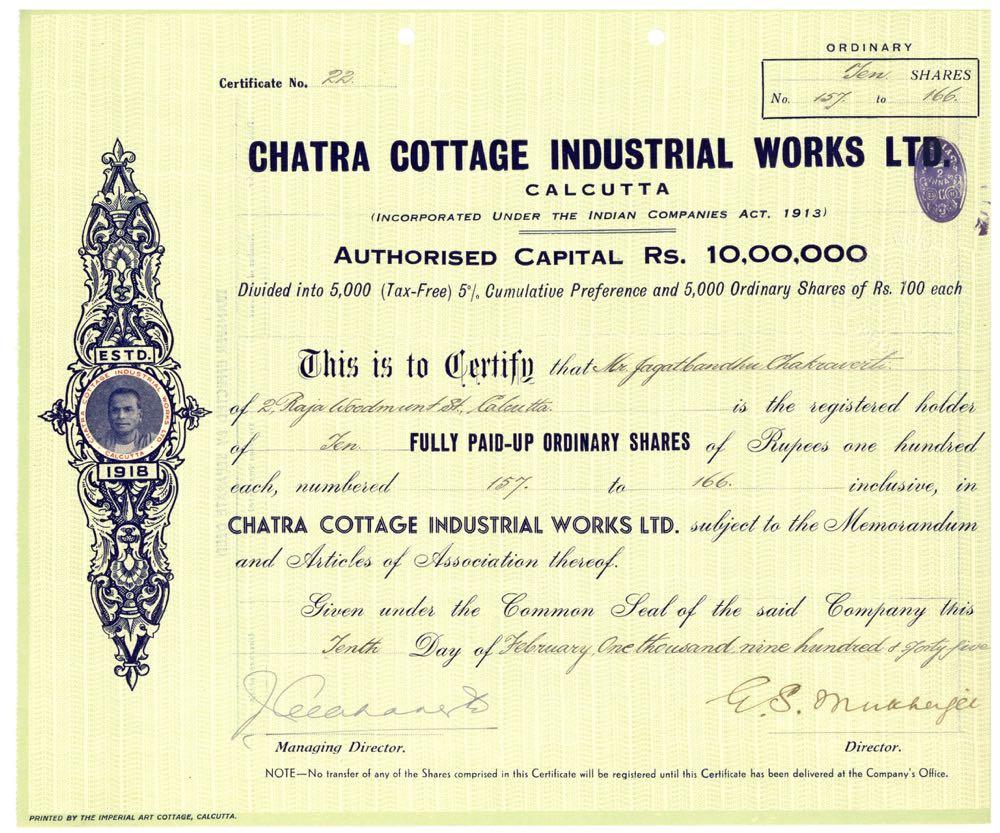 ORDINARY
Certificate No. 22.
Ten SHARES
No. 157. to 166.
CHATRA COTTAGE INDUSTRIAL WORKS LTD.
CALCUTTA
(INCORPORATED UNDER THE INDIAN COMPANIES ACT. 1913)
AUTHORISED CAPITAL RS. 10,00,000
Divided into 5,000 (Tax-Free) 5% Cumulative Preference and 5,000 Ordinary Shares of Rs. 100 each
ESTD.
CHATRA COTTAGE INDUSTRIAL WORKS LTD
CALCUTTA
1918
This is to Certify that Mr. Jagatbandhu Chakraverti.
of 2, Raja Woodmunt St., Calcutta. is the registered holder
of Ten FULLY PAID-UP ORDINARY SHARES of Rupees one hundred
each, numbered 157. to 166. inclusive, in
CHATRA COTTAGE INDUSTRIAL WORKS LTD. subject to the Memorandum
and Articles of Association thereof.
Given under the Common Seal of the said Company this
Tenth Day of February, One thousand nine hundred & forty five
G. S. Mukherjee
Managing Director. Director.
NOTE—No transfer of any of the Shares comprised in this Certificate will be registered until this Certificate has been delivered at the Company's Office.
PRINTED BY THE IMPERIAL ART COTTAGE, CALCUTTA.